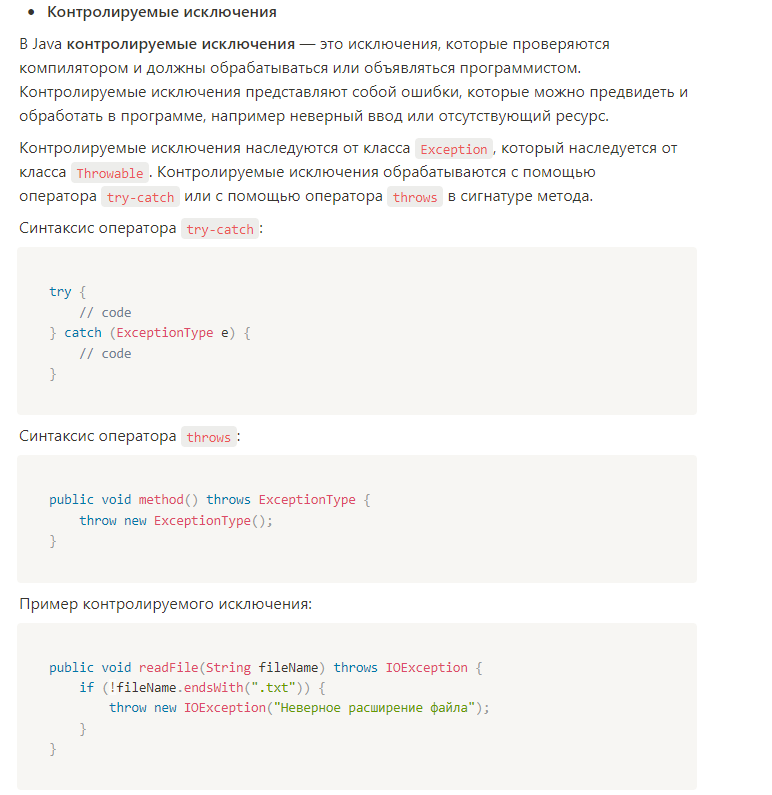 • Контролируемые исключения
В Java контролируемые исключения — это исключения, которые проверяются
компилятором и должны обрабатываться или объявляться программистом.
Контролируемые исключения представляют собой ошибки, которые можно предвидеть и
обработать в программе, например неверный ввод или отсутствующий ресурс.
Контролируемые исключения наследуются от класса Exception, который наследуется от
класса Throwable. Контролируемые исключения обрабатываются с помощью
оператора try-catch или с помощью оператора throws в сигнатуре метода.
Синтаксис оператора try-catch:
try {
    // code
} catch (ExceptionType e) {
    // code
}
Синтаксис оператора throws:
public void method() throws ExceptionType {
    throw new ExceptionType();
}
Пример контролируемого исключения:
public void readFile(String fileName) throws IOException {
    if (!fileName.endsWith(".txt")) {
        throw new IOException("Неверное расширение файла");
    }
}